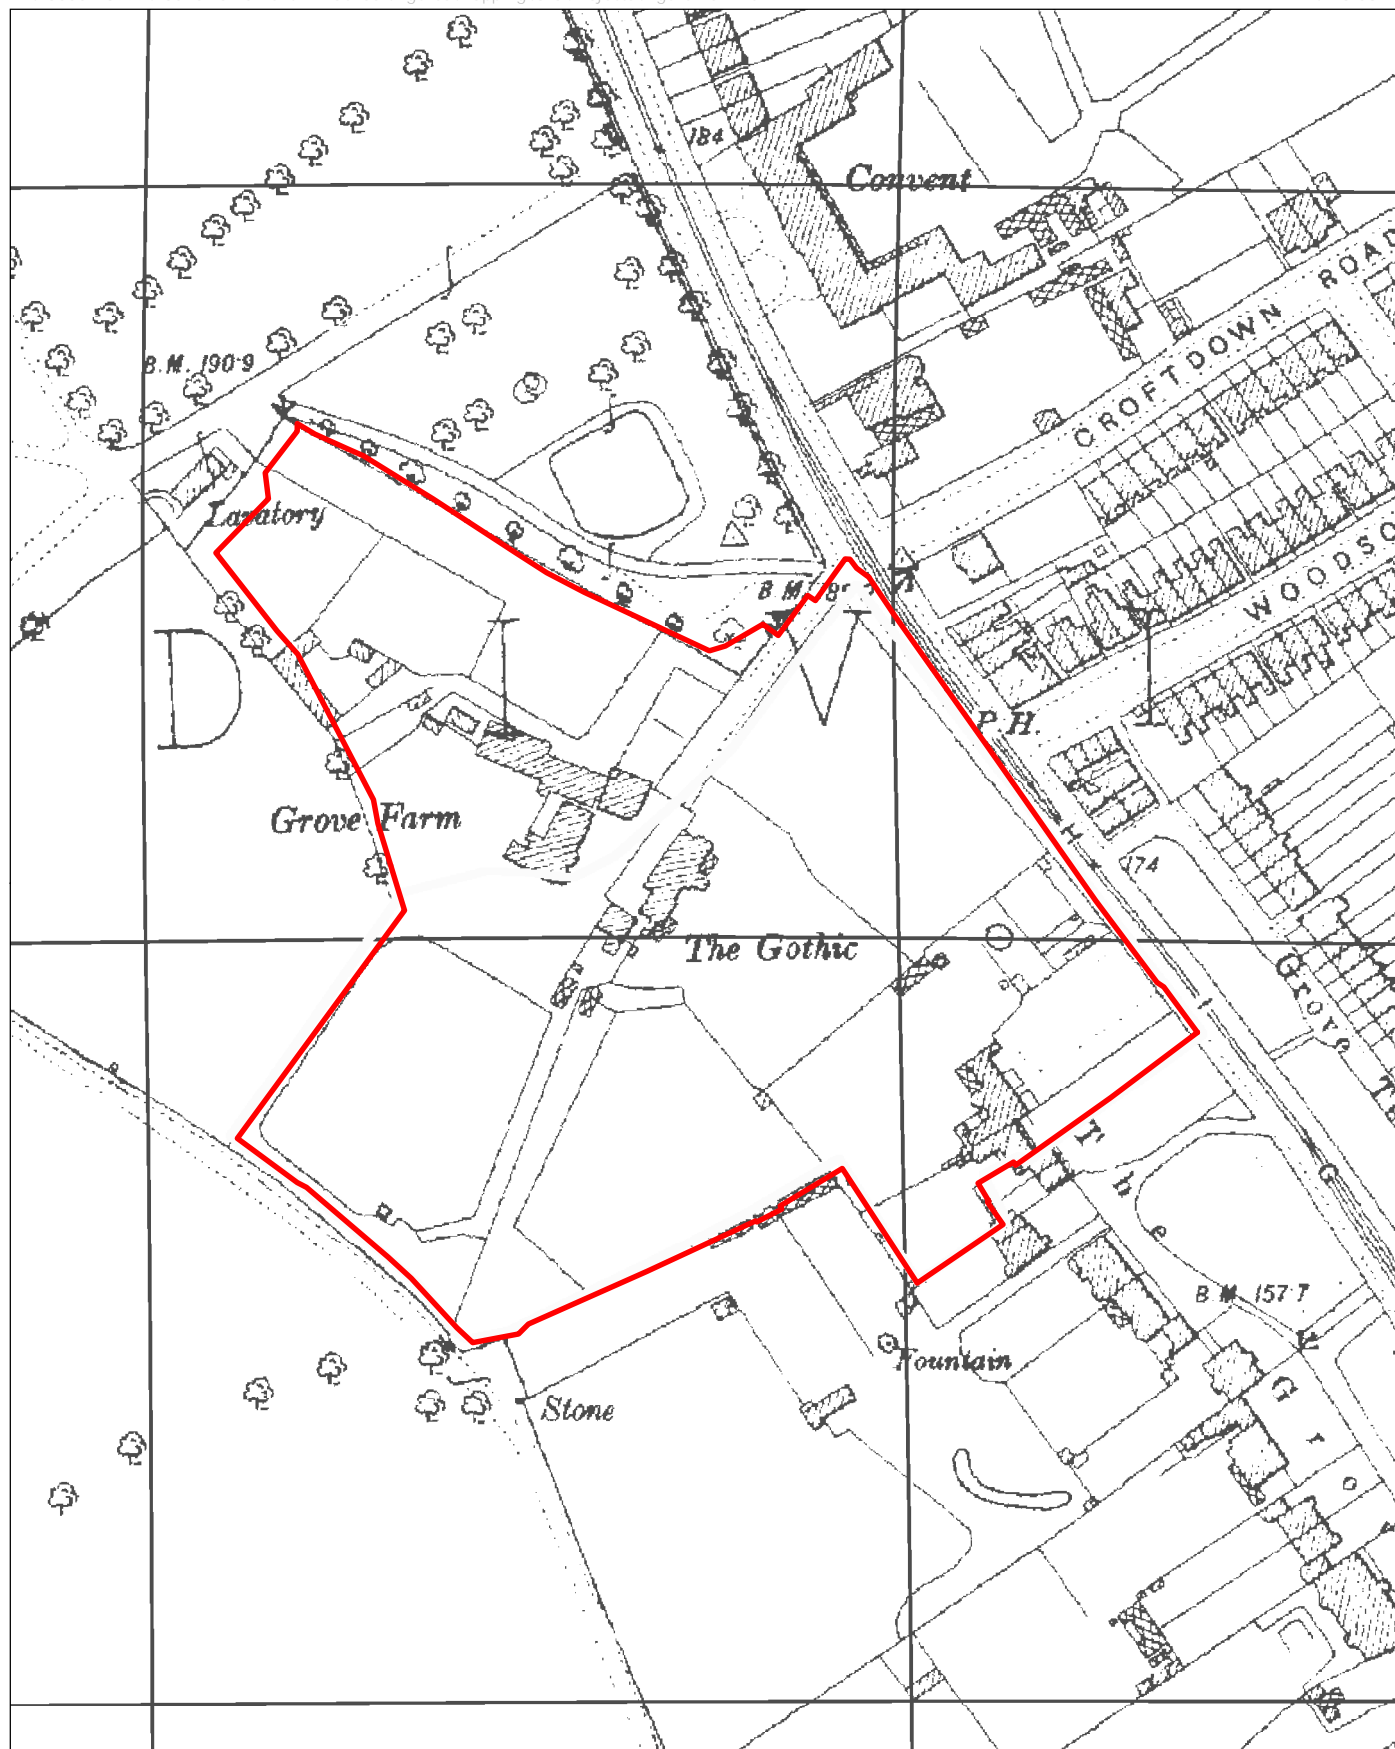 184
Convent
CROFTDOWN ROAD
B.M. 190·9
Lavatory
B.M.
WOODSO
D
P.H.
Grove Farm
174
The Gothic
Grove T
The Gr
B.M. 157·7
Fountain
Stone